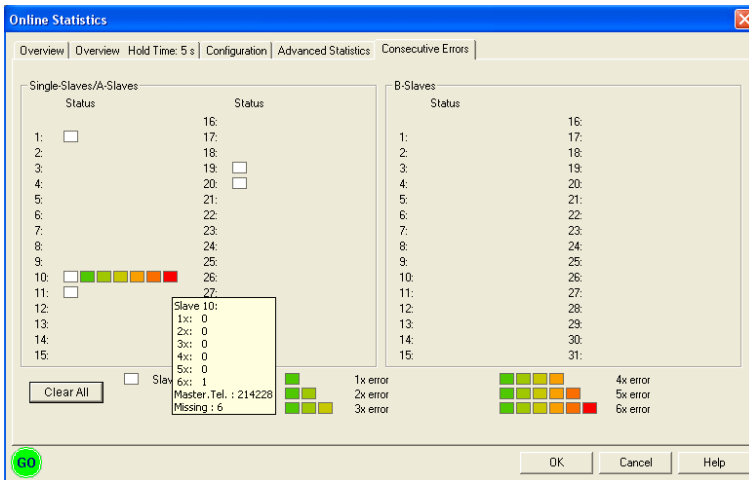 Online Statistics
Overview Overview Hold Time: 5 s Configuration Advanced Statistics Consecutive Errors
Single-Slaves/A-Slaves
Status Status
16:
1: 17:
2: 18:
3: 19:
4: 20:
5: 21:
6: 22:
7: 23:
8: 24:
9: 25:
10: 26:
11: 27:
12:
13:
14:
15:
Slave 10:
1x: 0
2x: 0
3x: 0
4x: 0
5x: 0
6x: 1
Master.Tel. : 214228
Missing : 6
B-Slaves
Status
16:
1: 17:
2: 18:
3: 19:
4: 20:
5: 21:
6: 22:
7: 23:
8: 24:
9: 25:
10: 26:
11: 27:
12: 28:
13: 29:
14: 30:
15: 31:
Clear All
1x error 4x error
2x error 5x error
3x error 6x error
GO OK Cancel Help